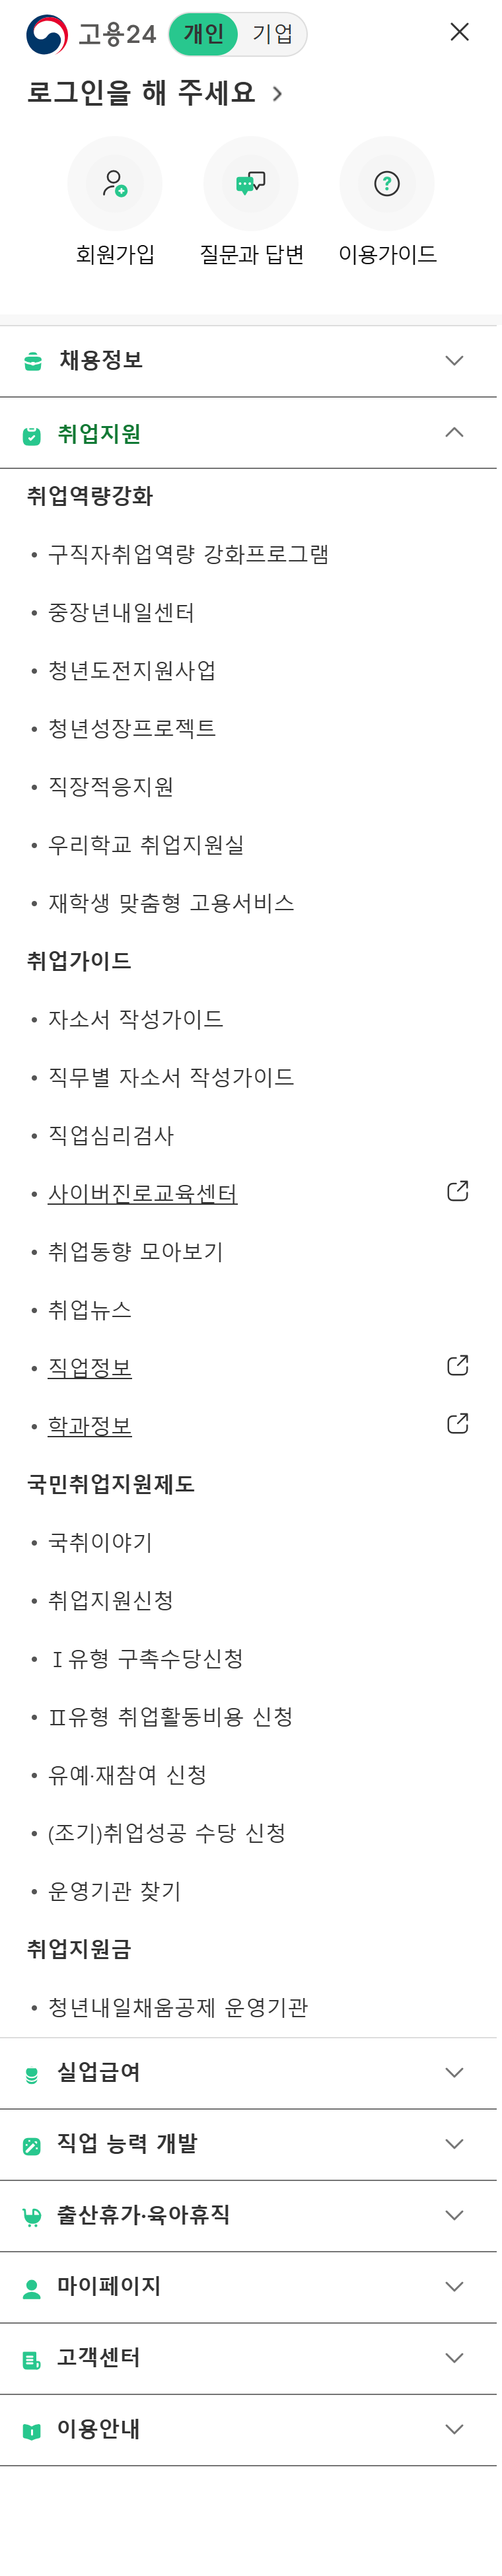 고용24 개인 기업
로그인을 해 주세요
회원가입 질문과 답변 이용가이드
채용정보
취업지원
취업역량강화
• 구직자취업역량 강화프로그램
• 중장년내일센터
• 청년도전지원사업
• 청년성장프로젝트
• 직장적응지원
• 우리학교 취업지원실
• 재학생 맞춤형 고용서비스
취업가이드
• 자소서 작성가이드
• 직무별 자소서 작성가이드
• 직업심리검사
• 사이버진로교육센터
• 취업동향 모아보기
• 취업뉴스
• 직업정보
• 학과정보
국민취업지원제도
• 국취이야기
• 취업지원신청
• Ⅰ유형 구촉수당신청
• Ⅱ유형 취업활동비용 신청
• 유예·재참여 신청
• (조기)취업성공 수당 신청
• 운영기관 찾기
취업지원금
• 청년내일채움공제 운영기관
실업급여
직업 능력 개발
출산휴가·육아휴직
마이페이지
고객센터
이용안내